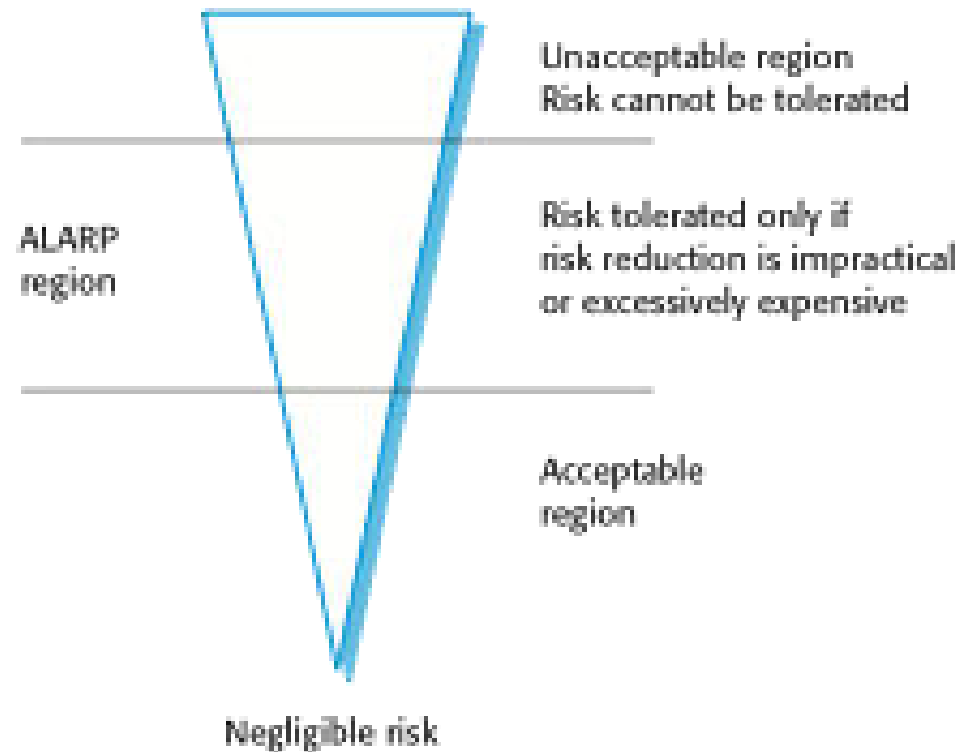 Unacceptable region
Risk cannot be tolerated
ALARP
region
Risk tolerated only if
risk reduction is impractical
or excessively expensive
Acceptable
region
Negligible risk